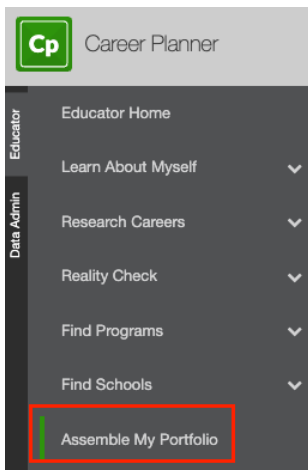 Cp Career Planner
Educator
Data Admin
Educator Home
Learn About Myself
Research Careers
Reality Check
Find Programs
Find Schools
Assemble My Portfolio